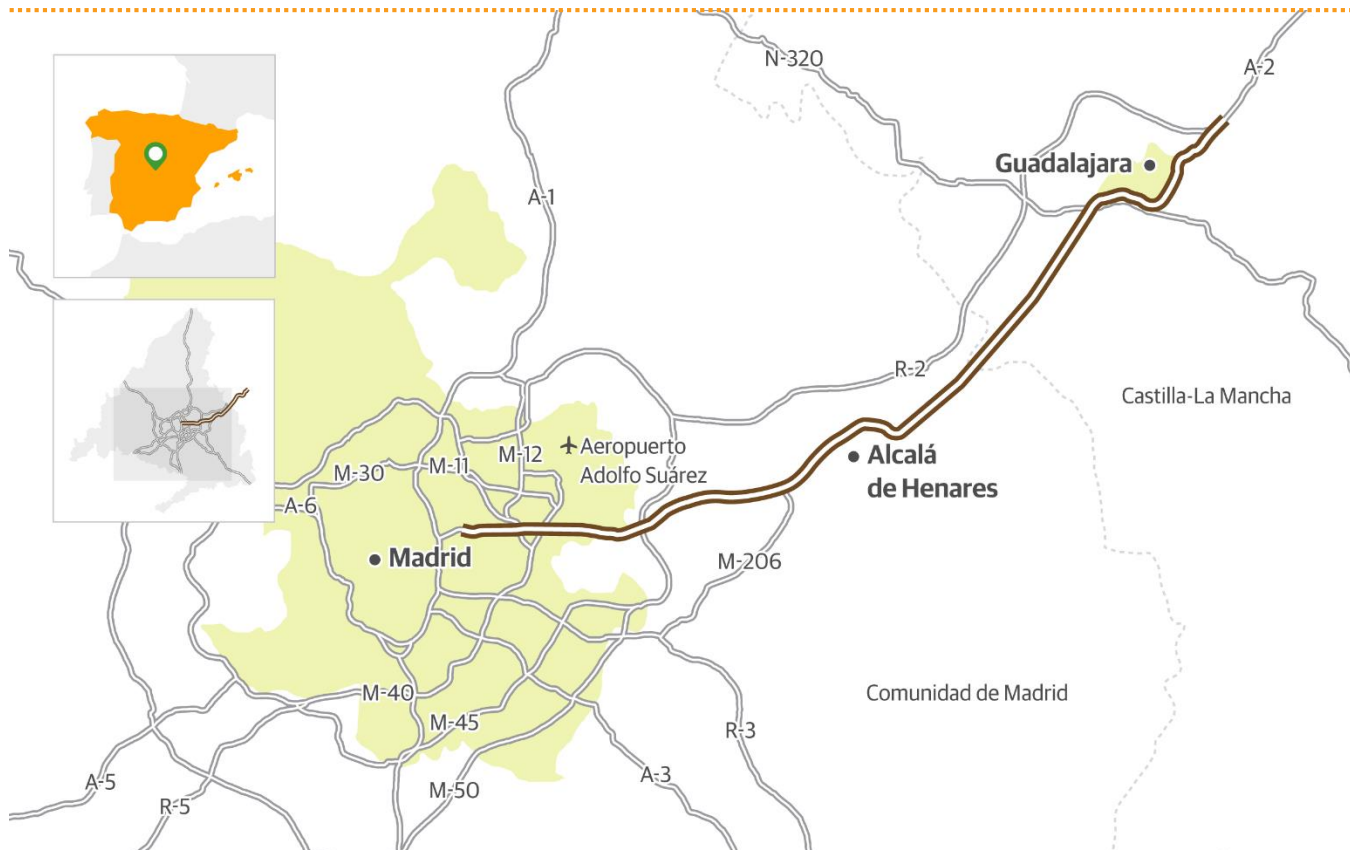 N-320
A-2
Guadalajara
A-1
R-2
Castilla-La Mancha
Aeropuerto
Adolfo Suárez
M-12
M-11
M-30
Alcalá
de Henares
A-6
Madrid
M-206
M-40
Comunidad de Madrid
M-45
R-3
A-3
A-5
M-50
R-5